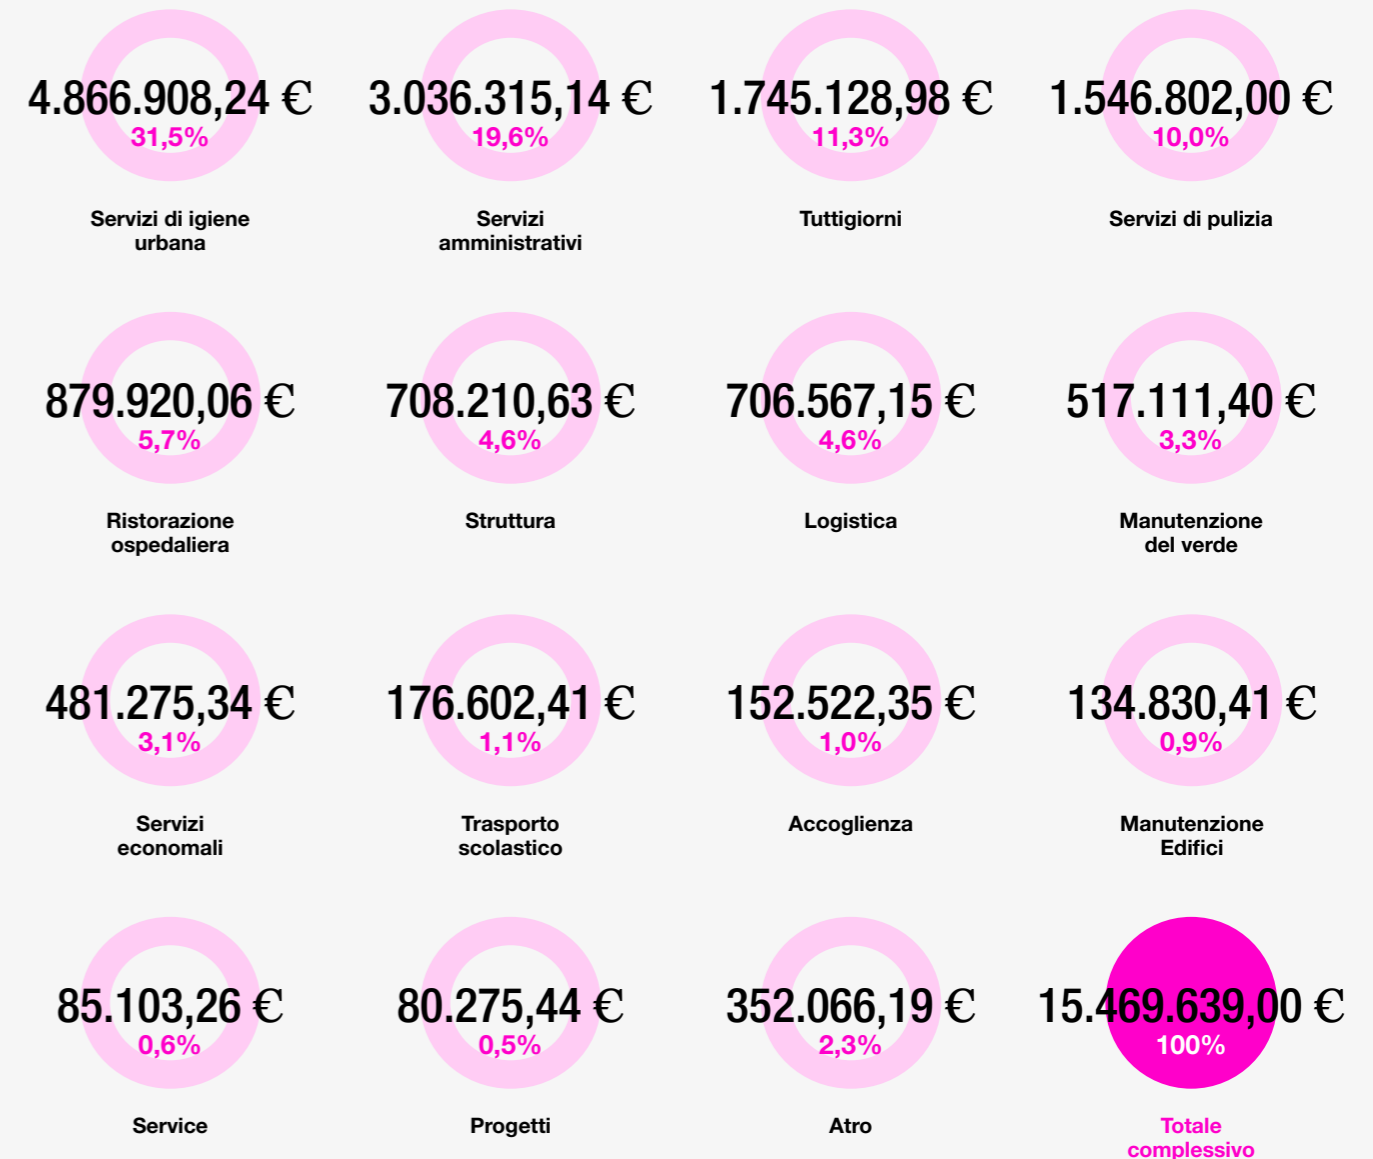 4.866.908,24 €
31,5%
Servizi di igiene
urbana
3.036.315,14 €
19,6%
Servizi
amministrativi
1.745.128,98 €
11,3%
Tuttigiorni
1.546.802,00 €
10,0%
Servizi di pulizia
879.920,06 €
5,7%
Ristorazione
ospedaliera
708.210,63 €
4,6%
Struttura
706.567,15 €
4,6%
Logistica
517.111,40 €
3,3%
Manutenzione
del verde
481.275,34 €
3,1%
Servizi
economali
176.602,41 €
1,1%
Trasporto
scolastico
152.522,35 €
1,0%
Accoglienza
134.830,41 €
0,9%
Manutenzione
Edifici
85.103,26 €
0,6%
Service
80.275,44 €
0,5%
Progetti
352.066,19 €
2,3%
Atro
15.469.639,00 €
100%
Totale
complessivo